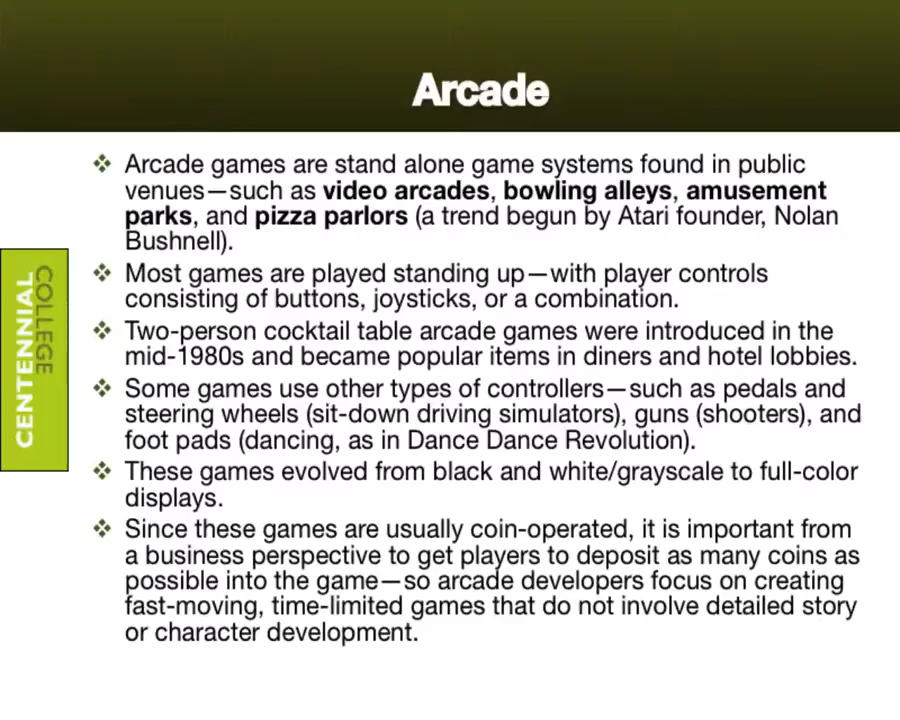 Arcade
❖ Arcade games are stand alone game systems found in public
venues—such as video arcades, bowling alleys, amusement
parks, and pizza parlors (a trend begun by Atari founder, Nolan
Bushnell).
❖ Most games are played standing up—with player controls
consisting of buttons, joysticks, or a combination.
❖ Two-person cocktail table arcade games were introduced in the
mid-1980s and became popular items in diners and hotel lobbies.
❖ Some games use other types of controllers—such as pedals and
steering wheels (sit-down driving simulators), guns (shooters), and
foot pads (dancing, as in Dance Dance Revolution).
❖ These games evolved from black and white/grayscale to full-color
displays.
❖ Since these games are usually coin-operated, it is important from
a business perspective to get players to deposit as many coins as
possible into the game—so arcade developers focus on creating
fast-moving, time-limited games that do not involve detailed story
or character development.
CENTENNIAL
COLLEGE